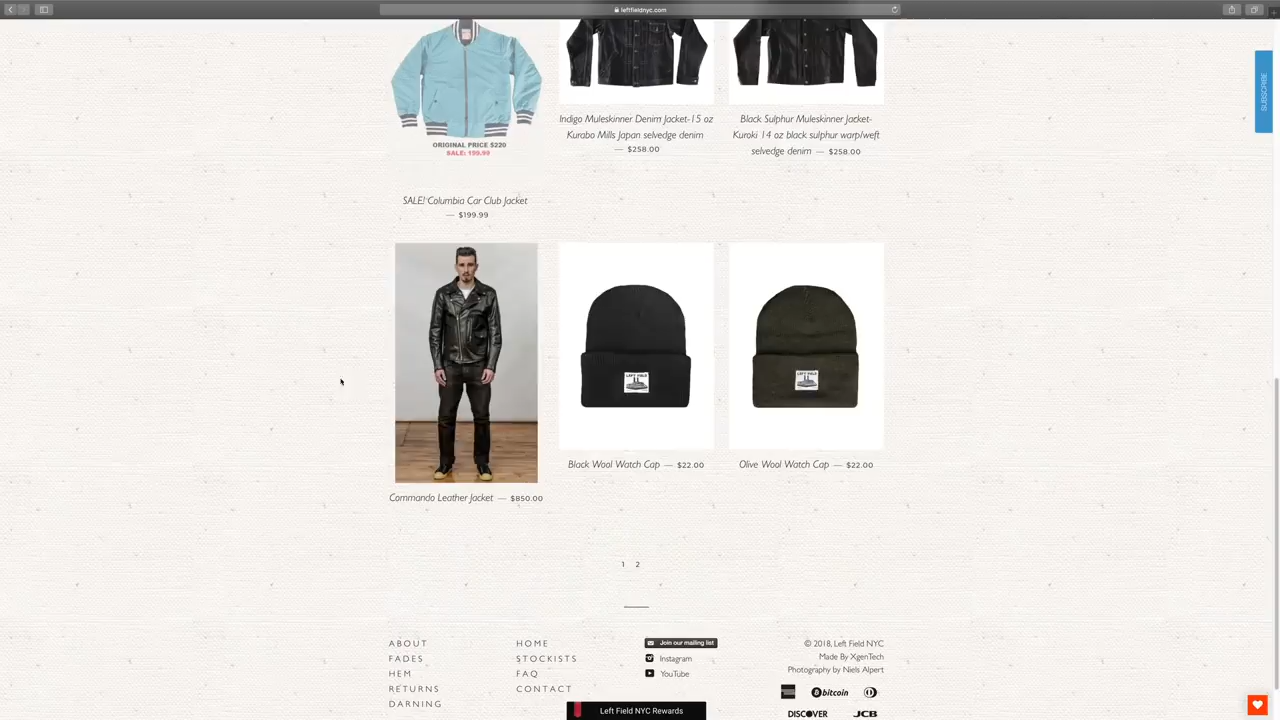 leftfieldnyc.com
SUBSCRIBE
ORIGINAL PRICE $220
SALE: 199.99
SALE! Columbia Car Club Jacket
— $199.99
Indigo Muleskinner Denim Jacket-15 oz
Kurabo Mills Japan selvedge denim
— $258.00
Black Sulphur Muleskinner Jacket-
Kuroki 14 oz black sulphur warp/weft
selvedge denim — $258.00
LEFT FIELD
LEFT FIELD
Commando Leather Jacket — $850.00
Black Wool Watch Cap — $22.00
Olive Wool Watch Cap — $22.00
1 2
ABOUT
FADES
HEM
RETURNS
DARNING
HOME
STOCKISTS
FAQ
CONTACT
Join our mailing list
Instagram
YouTube
© 2018, Left Field NYC
Made By XgenTech
Photography by Niels Alpert
bitcoin
DISCOVER
JCB
Left Field NYC Rewards